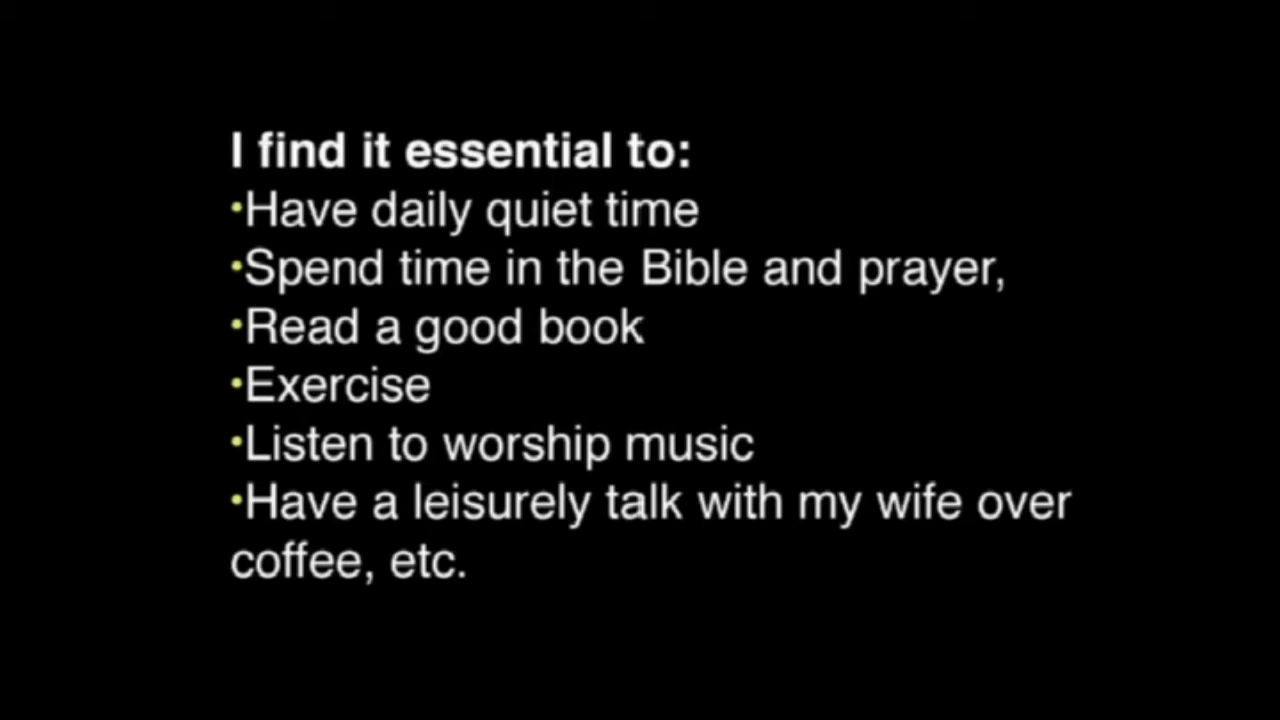 I find it essential to:
•Have daily quiet time
•Spend time in the Bible and prayer,
•Read a good book
•Exercise
•Listen to worship music
•Have a leisurely talk with my wife over
coffee, etc.